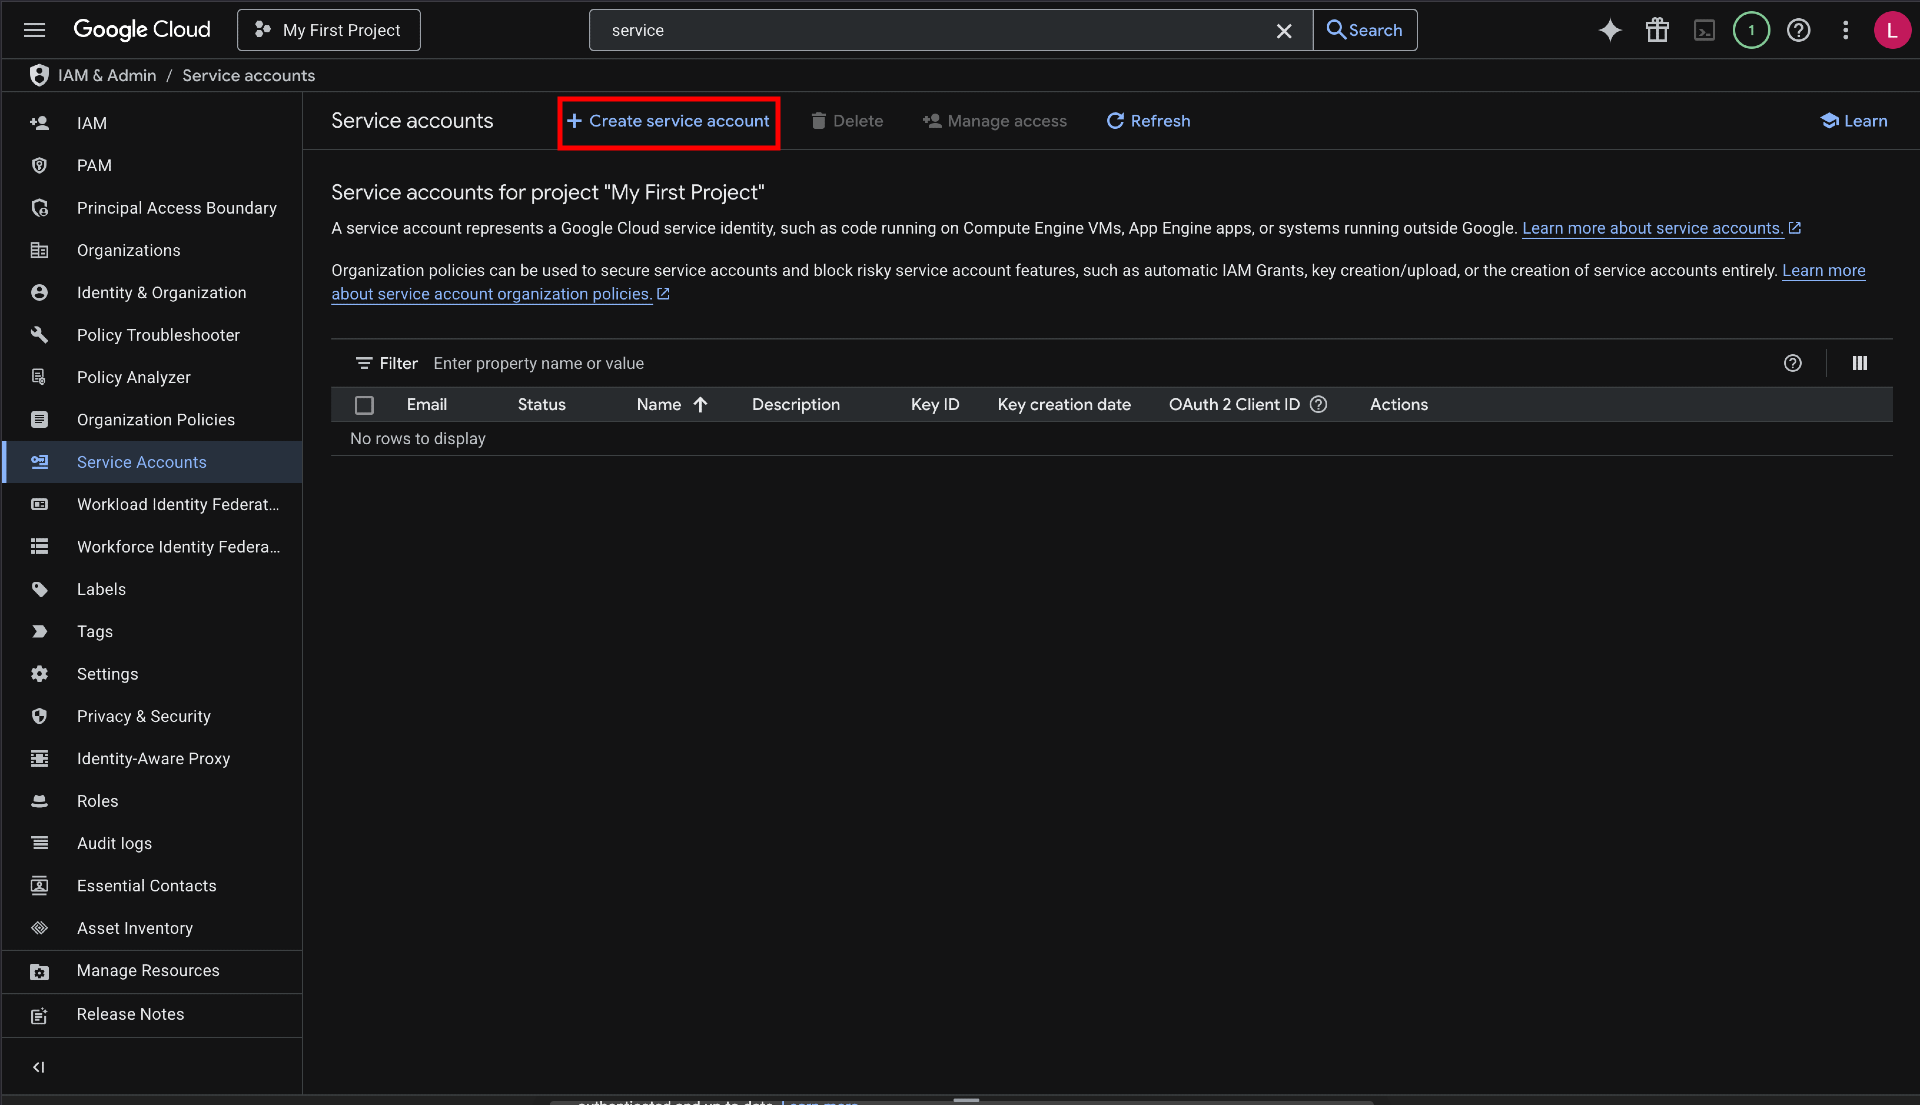 Google Cloud
My First Project
service
Search
1
L
IAM & Admin / Service accounts
IAM
PAM
Principal Access Boundary
Organizations
Identity & Organization
Policy Troubleshooter
Policy Analyzer
Organization Policies
Service Accounts
Workload Identity Federat...
Workforce Identity Federa...
Labels
Tags
Settings
Privacy & Security
Identity-Aware Proxy
Roles
Audit logs
Essential Contacts
Asset Inventory
Manage Resources
Release Notes
Service accounts
+ Create service account
Delete
Manage access
Refresh
Learn
Service accounts for project "My First Project"
A service account represents a Google Cloud service identity, such as code running on Compute Engine VMs, App Engine apps, or systems running outside Google. Learn more about service accounts.
Organization policies can be used to secure service accounts and block risky service account features, such as automatic IAM Grants, key creation/upload, or the creation of service accounts entirely. Learn more
about service account organization policies.
Filter Enter property name or value
Email Status Name Description Key ID Key creation date OAuth 2 Client ID Actions
No rows to display
authenticated and up to date. Learn more